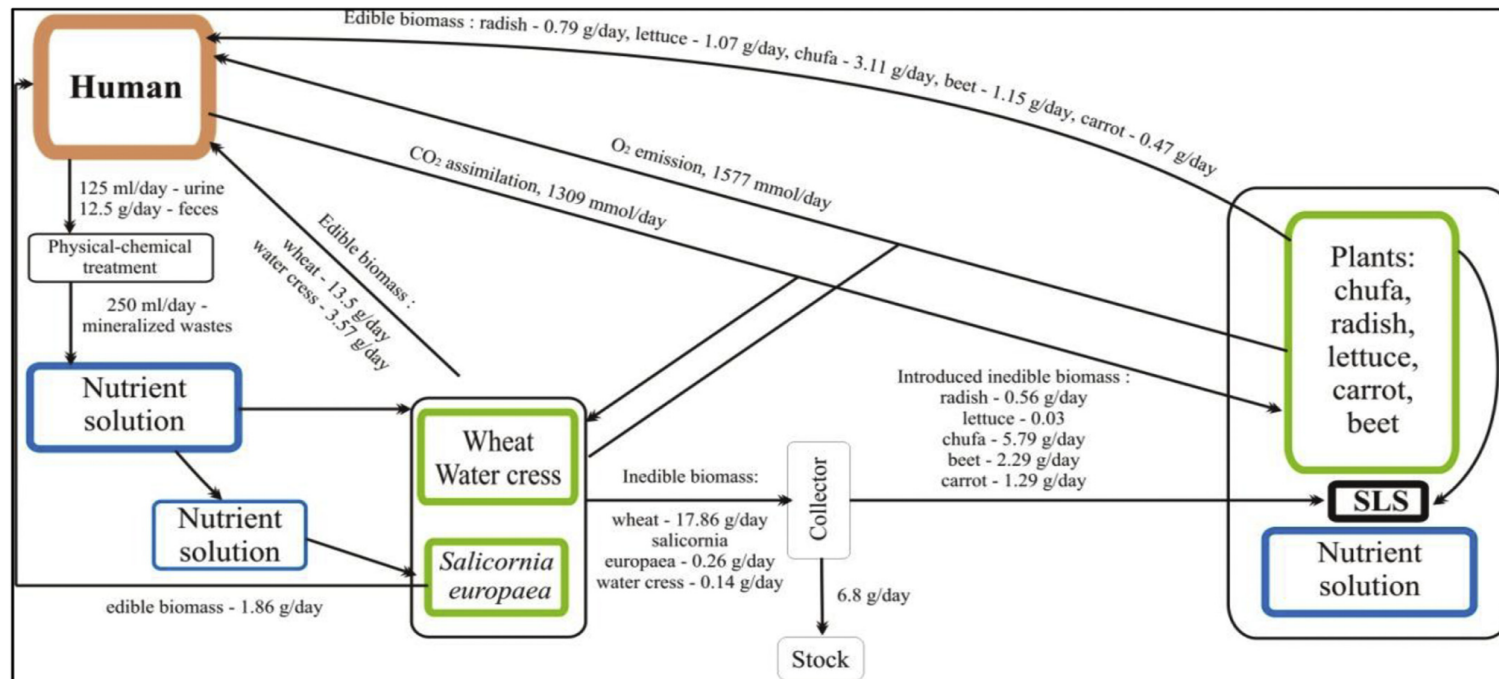 Edible biomass : radish - 0.79 g/day, lettuce - 1.07 g/day, chufa - 3.11 g/day, beet - 1.15 g/day, carrot - 0.47 g/day
Human
O₂ emission, 1577 mmol/day
CO₂ assimilation, 1309 mmol/day
125 ml/day - urine
12.5 g/day - feces
Physical-chemical
treatment
250 ml/day -
mineralized wastes
Edible biomass :
wheat - 13.5 g/day
water cress - 3.57 g/day
Nutrient
solution
Nutrient
solution
Wheat
Water cress
Salicornia
europaea
edible biomass - 1.86 g/day
Inedible biomass:
wheat - 17.86 g/day
salicornia
europaea - 0.26 g/day
water cress - 0.14 g/day
Collector
6.8 g/day
Stock
Introduced inedible biomass :
radish - 0.56 g/day
lettuce - 0.03
chufa - 5.79 g/day
beet - 2.29 g/day
carrot - 1.29 g/day
Plants:
chufa,
radish,
lettuce,
carrot,
beet
SLS
Nutrient
solution